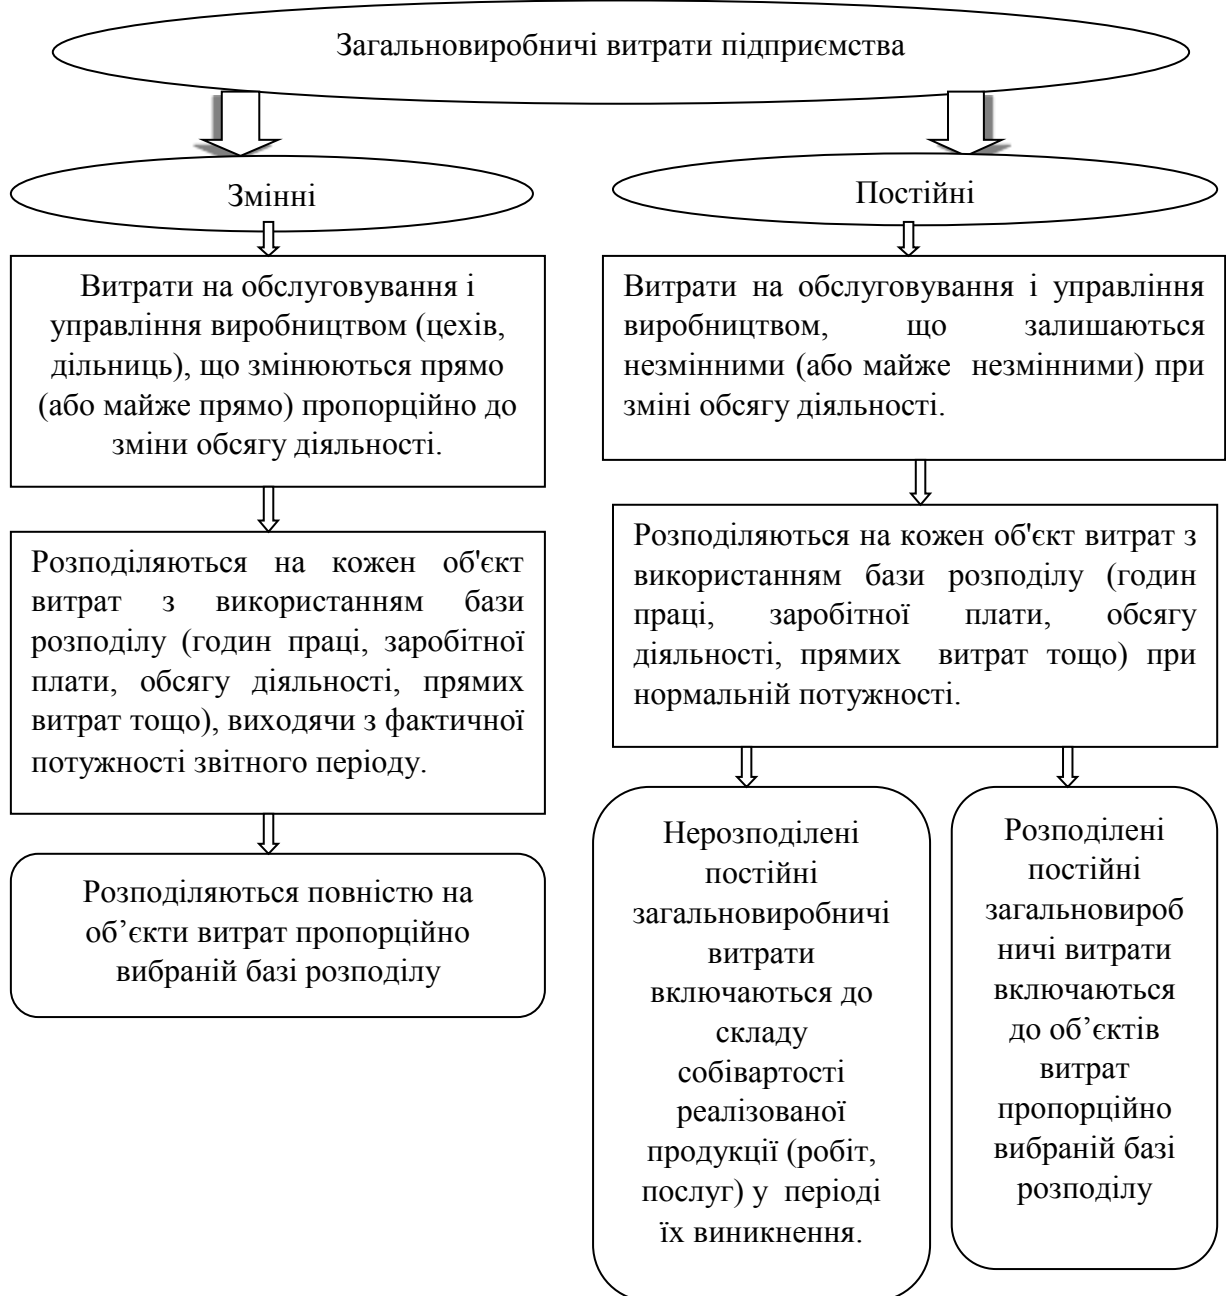 Загальновиробничі витрати підприємства
Змінні
Постійні
Витрати на обслуговування і
управління виробництвом (цехів,
дільниць), що змінюються прямо
(або майже прямо) пропорційно до
зміни обсягу діяльності.
Витрати на обслуговування і управління
виробництвом, що залишаються
незмінними (або майже незмінними) при
зміні обсягу діяльності.
Розподіляються на кожен об'єкт
витрат з використанням бази
розподілу (годин праці, заробітної
плати, обсягу діяльності, прямих
витрат тощо), виходячи з фактичної
потужності звітного періоду.
Розподіляються на кожен об'єкт витрат з
використанням бази розподілу (годин
праці, заробітної плати, обсягу
діяльності, прямих витрат тощо) при
нормальній потужності.
Розподіляються повністю на
об’єкти витрат пропорційно
вибраній базі розподілу
Нерозподілені
постійні
загальновиробничі
витрати
включаються до
складу
собівартості
реалізованої
продукції (робіт,
послуг) у періоді
їх виникнення.
Розподілені
постійні
загальновироб
ничі витрати
включаються
до об’єктів
витрат
пропорційно
вибраній базі
розподілу